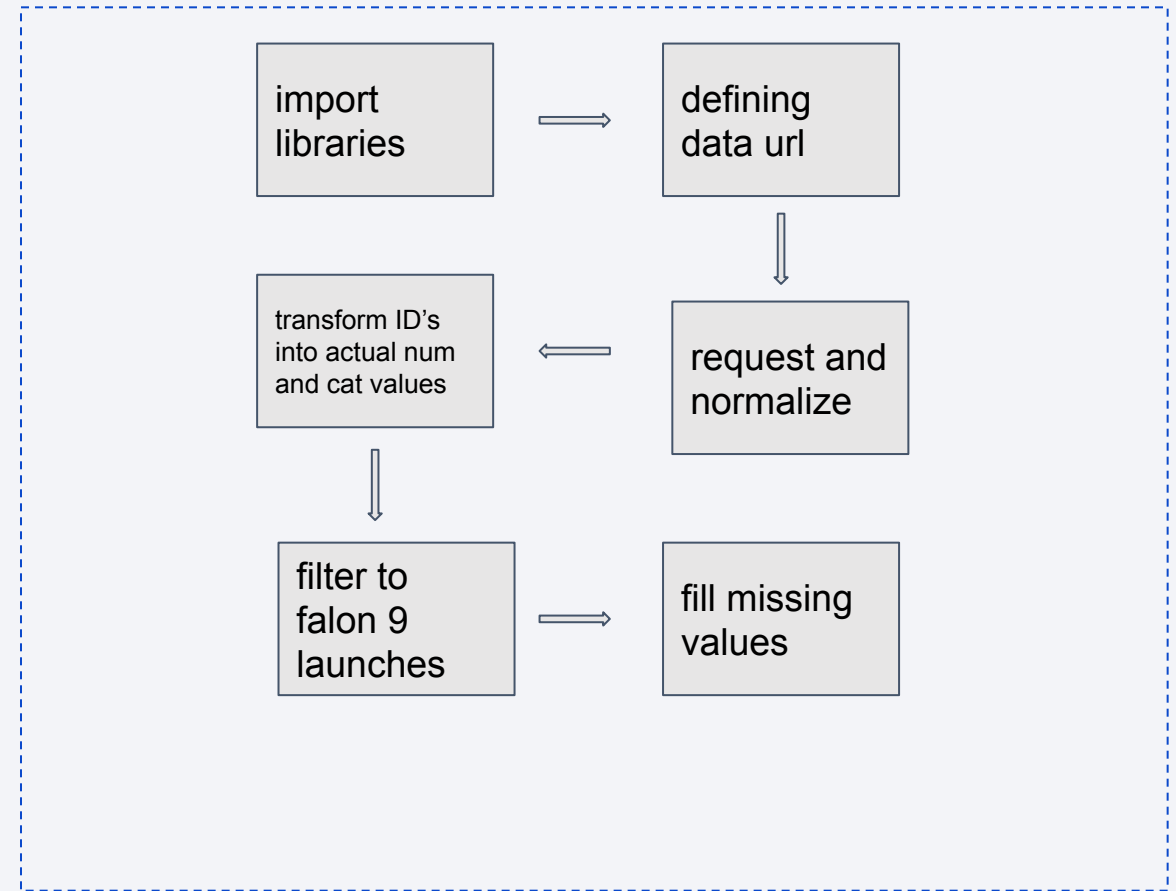 import
libraries
defining
data url
request and
normalize
transform ID’s
into actual num
and cat values
filter to
falon 9
launches
fill missing
values